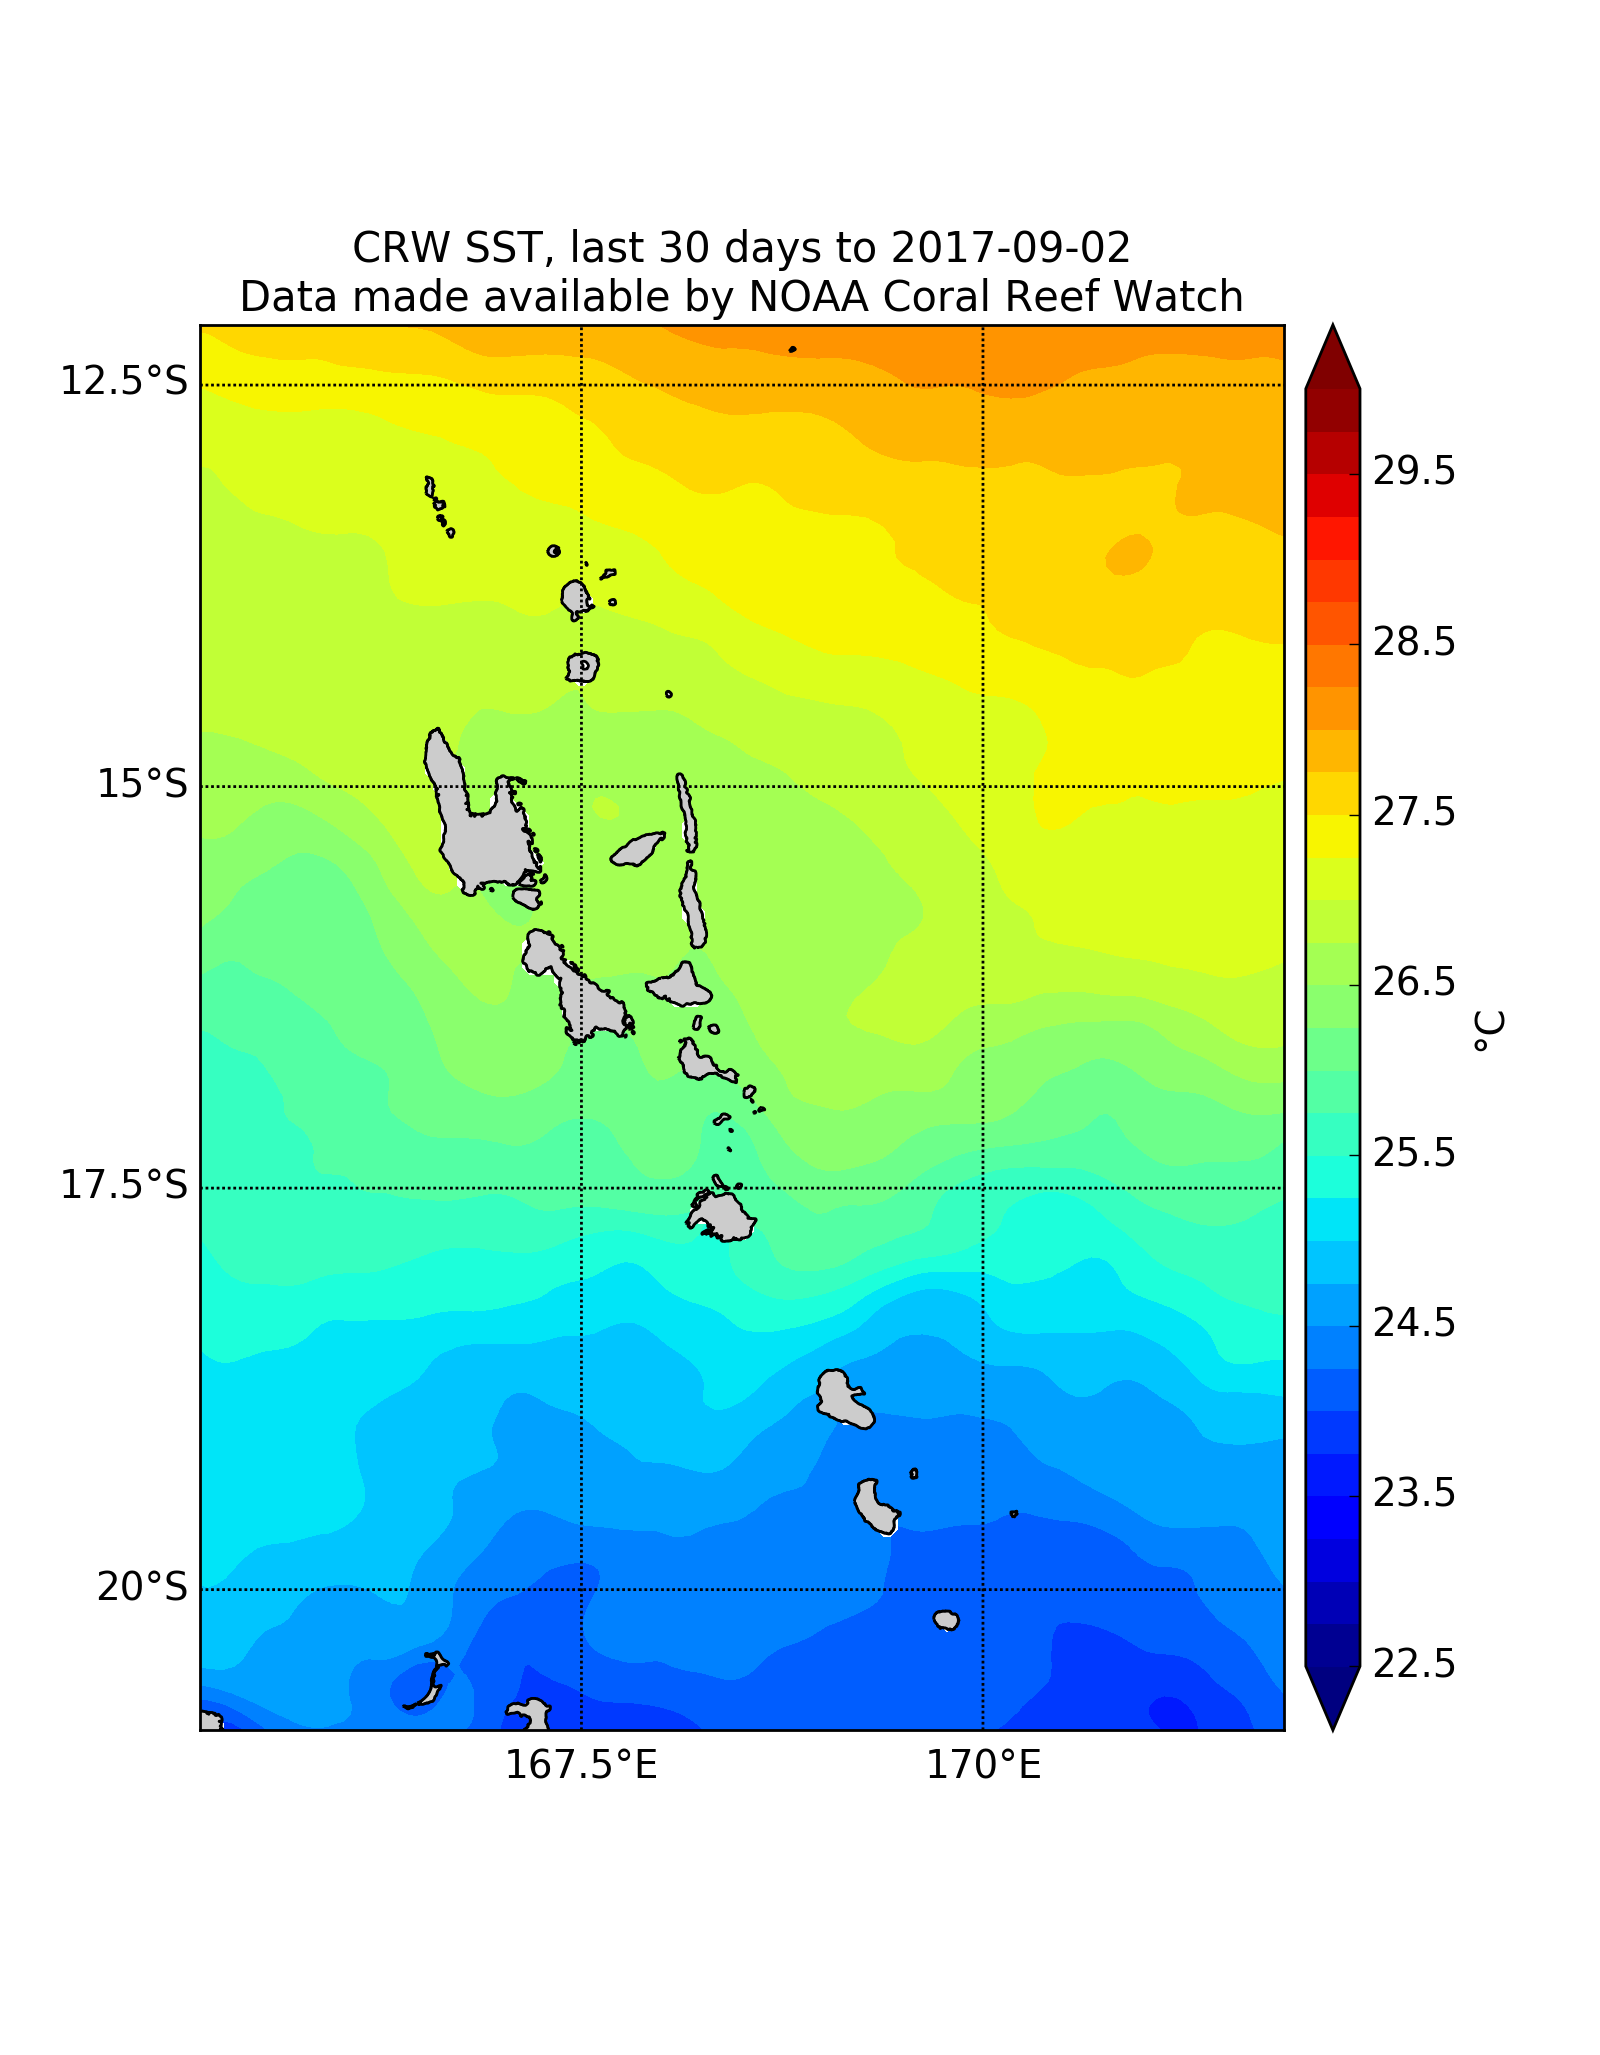 CRW SST, last 30 days to 2017-09-02
Data made available by NOAA Coral Reef Watch
12.5°S
15°S
17.5°S
20°S
167.5°E
170°E
29.5
28.5
27.5
26.5
25.5
24.5
23.5
22.5
°C